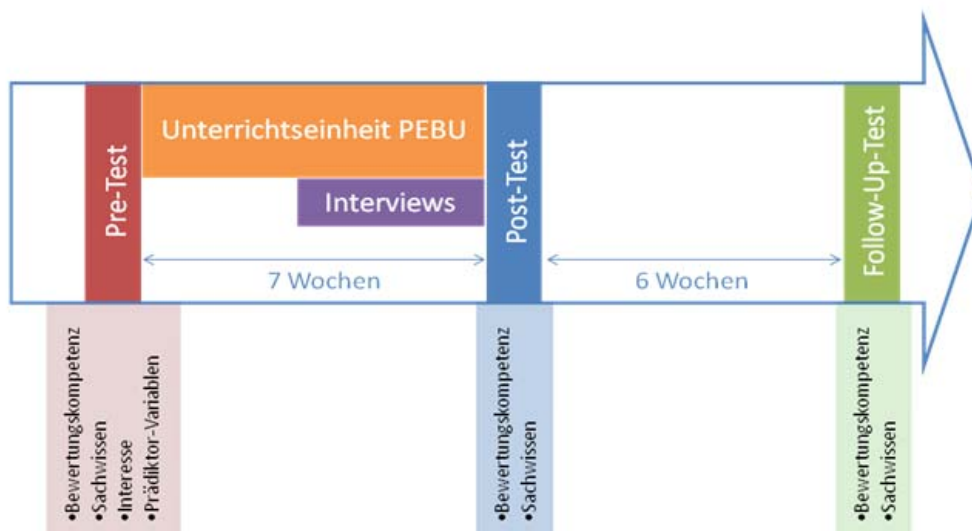 Pre-Test
Unterrichtseinheit PEBU
Interviews
7 Wochen
Post-Test
6 Wochen
Follow-Up-Test
•Bewertungskompetenz
•Sachwissen
•Interesse
•Prädiktor-Variablen
•Bewertungskompetenz
•Sachwissen
•Bewertungskompetenz
•Sachwissen